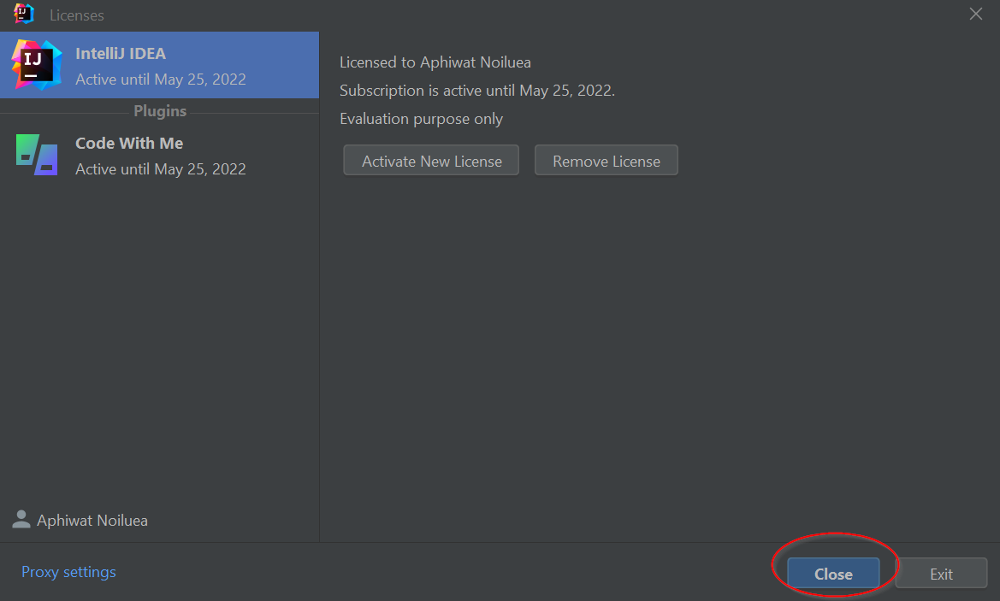 Licenses
IJ
IntelliJ IDEA
Active until May 25, 2022
Plugins
Code With Me
Active until May 25, 2022
Aphiwat Noiluea
Licensed to Aphiwat Noiluea
Subscription is active until May 25, 2022.
Evaluation purpose only
Activate New License
Remove License
Proxy settings
Close
Exit